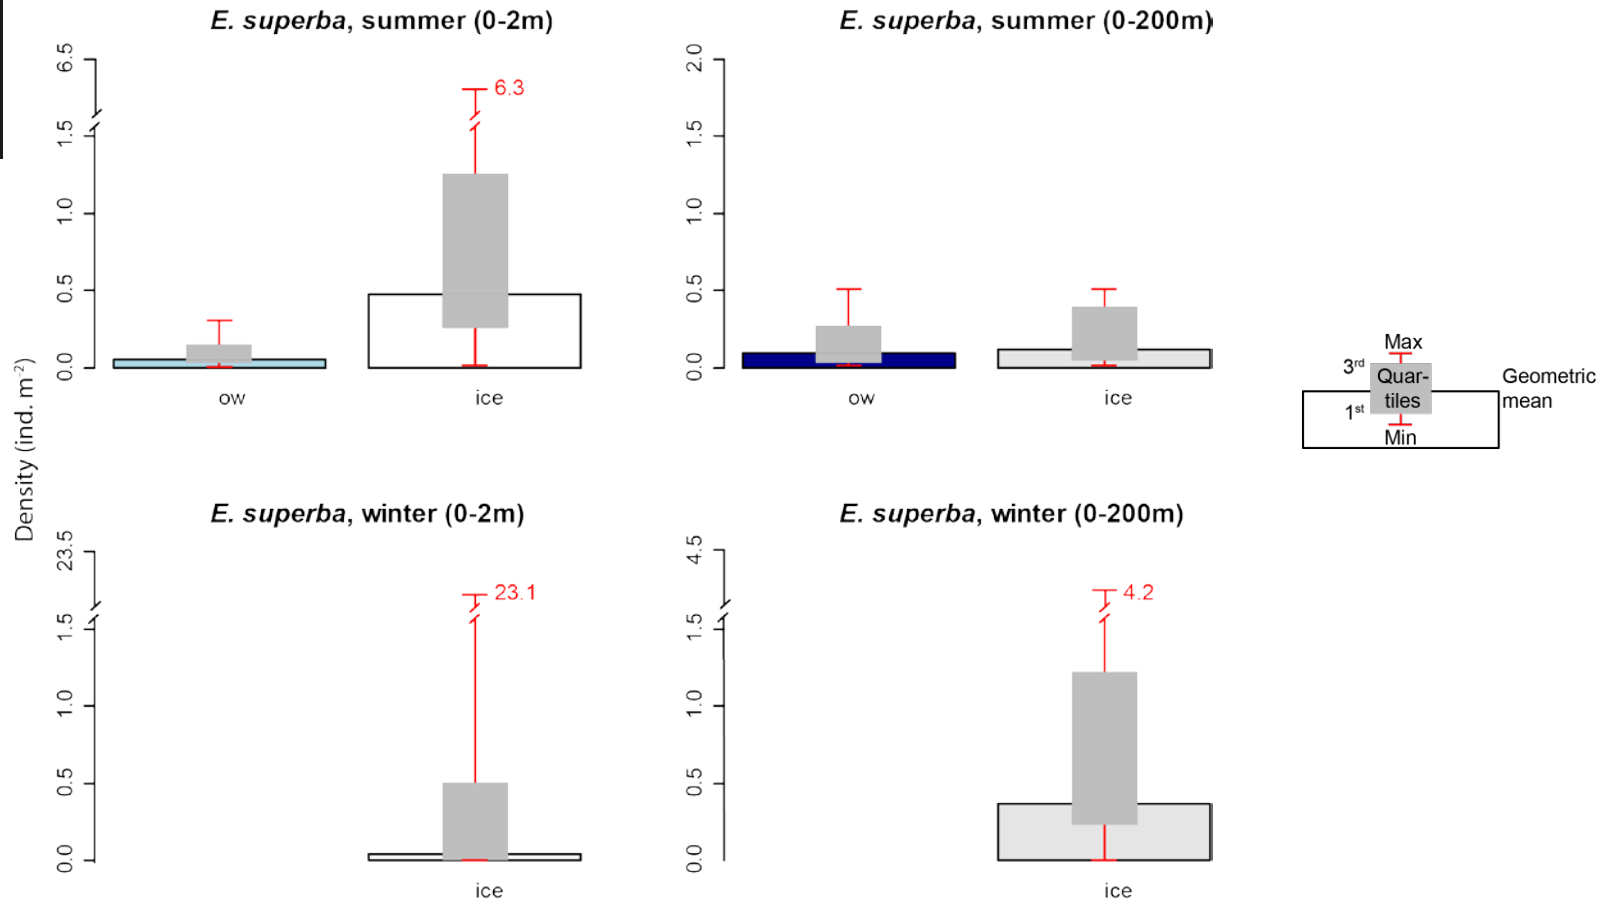 E. superba, summer (0-2m)
E. superba, summer (0-200m)
Density (ind. m-2)
6.5
1.5
1.0
0.5
0.0
6.3
ow
ice
2.0
1.5
1.0
0.5
0.0
ow
ice
Max
3rd
Quar-
tiles
1st
Min
Geometric
mean
E. superba, winter (0-2m)
E. superba, winter (0-200m)
23.5
1.5
1.0
0.5
0.0
23.1
ice
4.5
1.5
1.0
0.5
0.0
4.2
ice